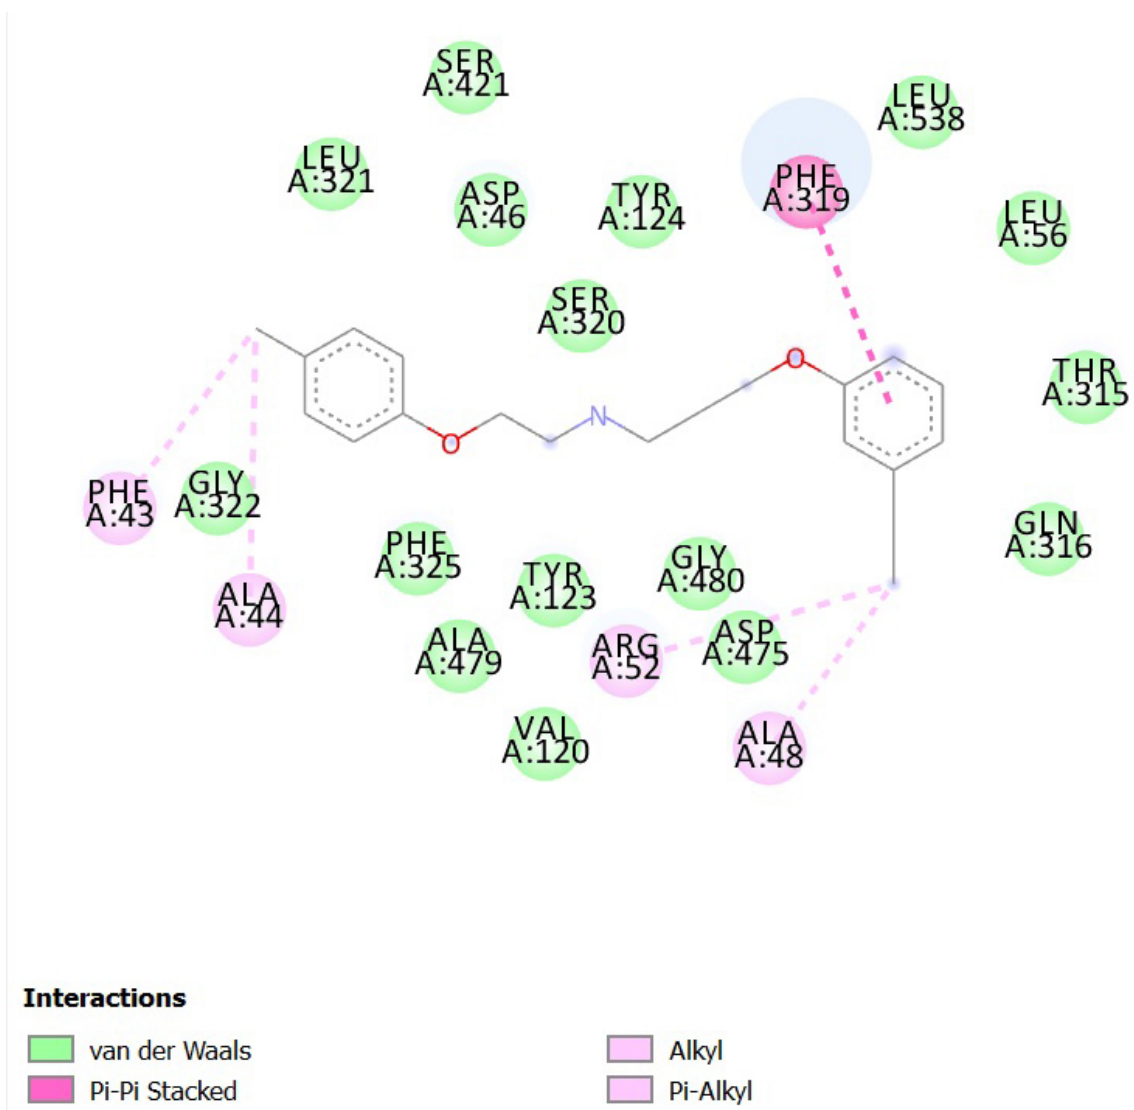 SER
A:421
LEU
A:538
LEU
A:321
PHE
A:319
ASP
A:46
TYR
A:124
LEU
A:56
SER
A:320
O
THR
A:315
N
O
PHE
A:43
GLY
A:322
GLN
A:316
PHE
A:325
GLY
A:480
TYR
A:123
ALA
A:44
ALA
A:479
ARG
A:52
ASP
A:475
VAL
A:120
ALA
A:48
Interactions
van der Waals
Alkyl
Pi-Pi Stacked
Pi-Alkyl